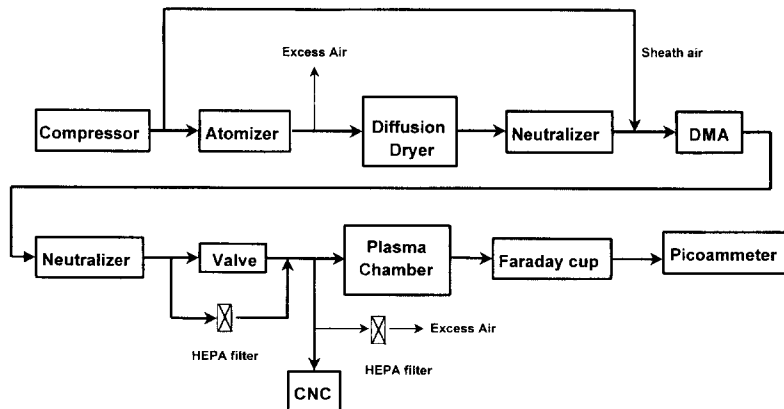 Excess Air
Sheath air
Compressor
Atomizer
Diffusion
Dryer
Neutralizer
DMA
Neutralizer
Valve
Plasma
Chamber
Faraday cup
Picoammeter
HEPA filter
Excess Air
HEPA filter
CNC